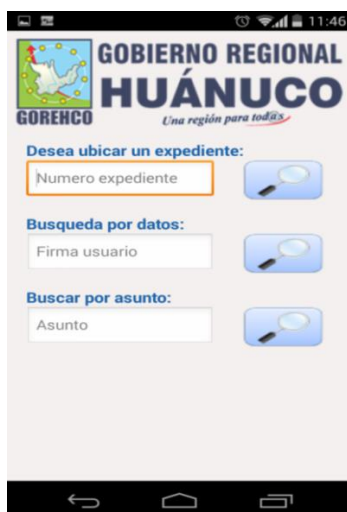 11:46
GOBIERNO REGIONAL
HUÁNUCO
GOREHCO
Una región para tod@s
Desea ubicar un expediente:
Numero expediente
Busqueda por datos:
Firma usuario
Buscar por asunto:
Asunto